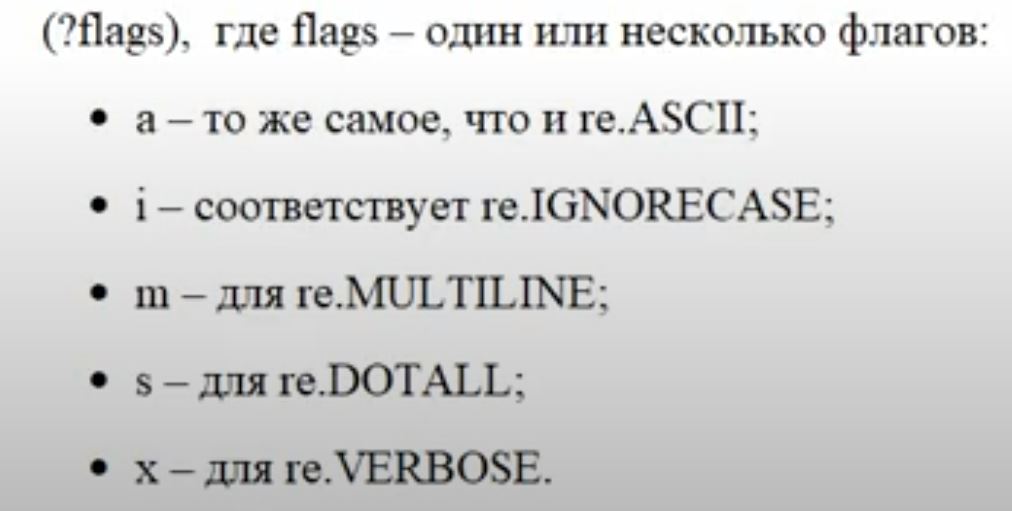 (?flags), где flags – один или несколько флагов:
• a – то же самое, что и re.ASCII;
• i – соответствует re.IGNORECASE;
• m – для re.MULTILINE;
• s – для re.DOTALL;
• x – для re.VERBOSE.